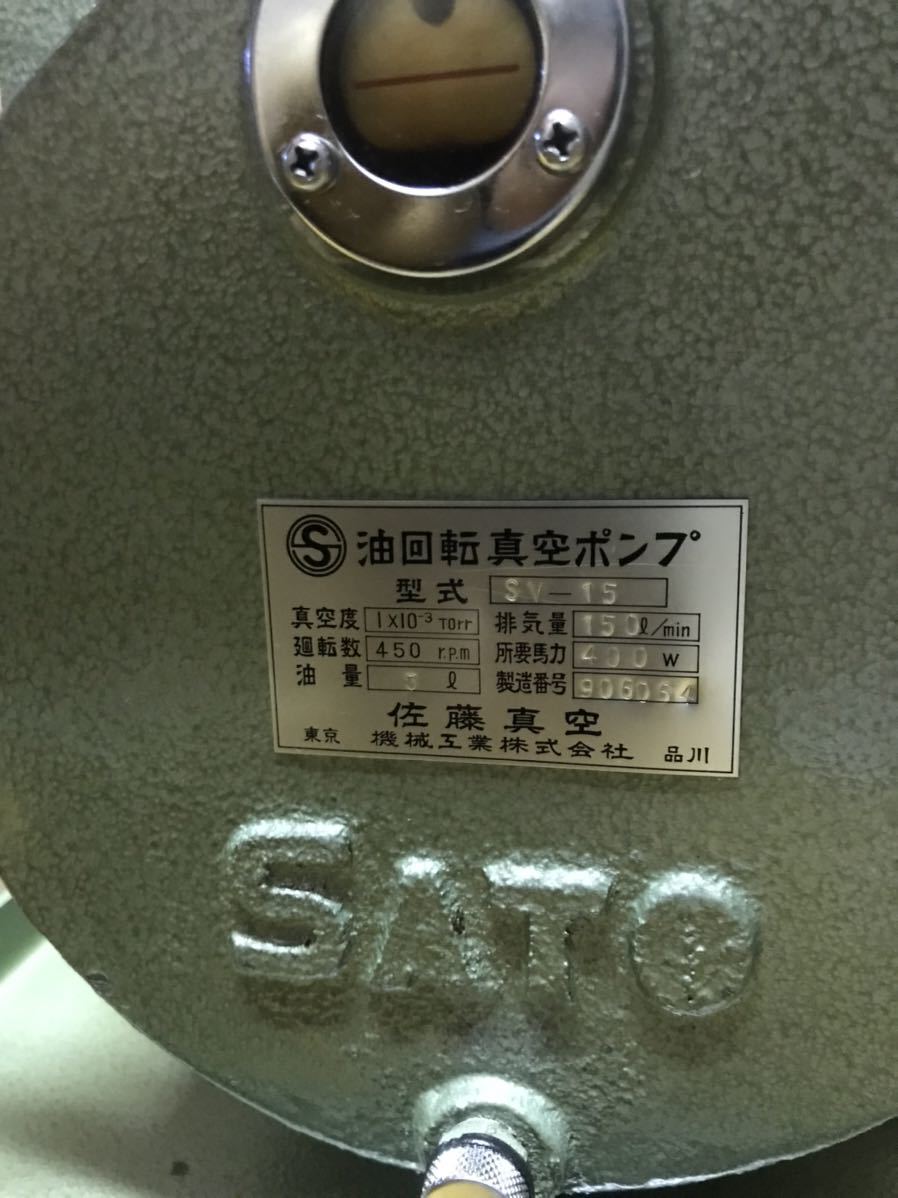 S 油回転真空ポンプ
型式 SV-15
真空度 1×10⁻³ TORR 排気量 150ℓ/min
廻転数 450 r.p.m 所要馬力 400 W
油量 ℓ 製造番号
佐藤真空
東京 機械工業株式会社 品川
SATO